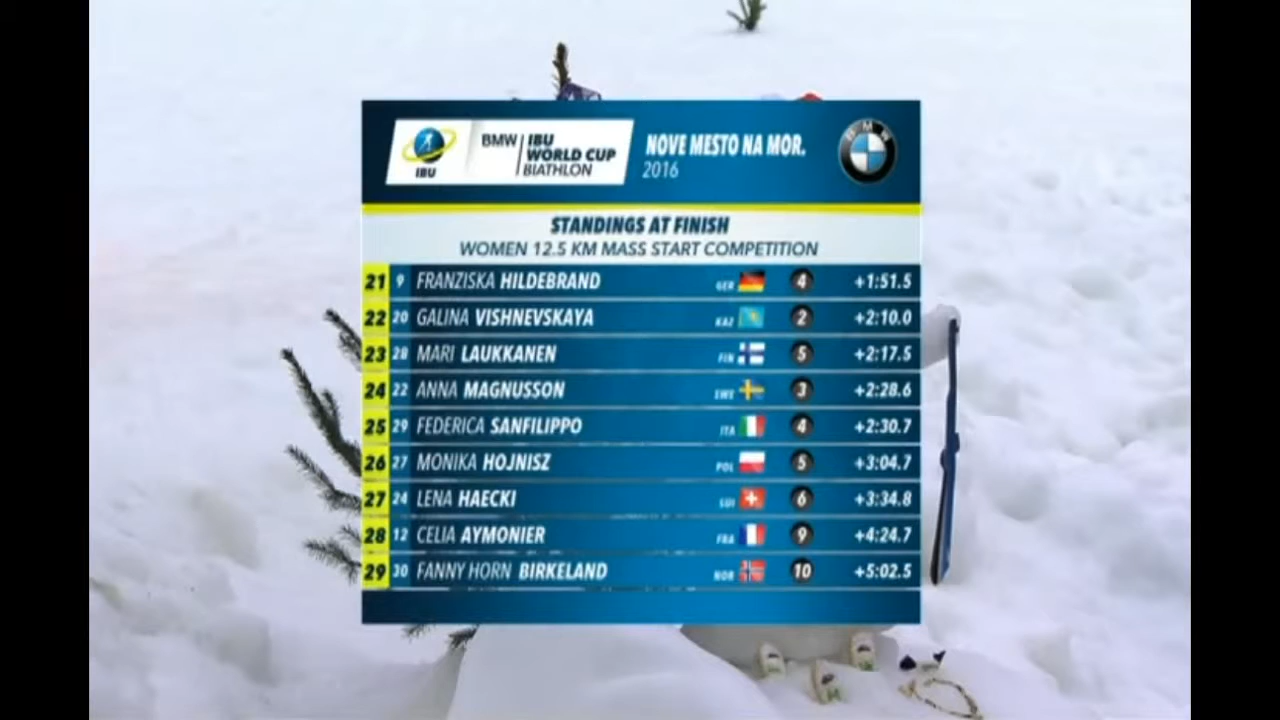 IBU
BMW
IBU
WORLD CUP
BIATHLON
NOVE MESTO NA MOR.
2016
BMW
STANDINGS AT FINISH
WOMEN 12.5 KM MASS START COMPETITION
21 9 FRANZISKA HILDEBRAND GER 4 +1:51.5
22 20 GALINA VISHNEVSKAYA KAZ 2 +2:10.0
23 28 MARI LAUKKANEN FIN 5 +2:17.5
24 22 ANNA MAGNUSSON SWE 3 +2:28.6
25 29 FEDERICA SANFILIPPO ITA 4 +2:30.7
26 27 MONIKA HOJNISZ POL 5 +3:04.7
27 24 LENA HAECKI SUI 6 +3:34.8
28 12 CELIA AYMONIER FRA 9 +4:24.7
29 30 FANNY HORN BIRKELAND NOR 10 +5:02.5